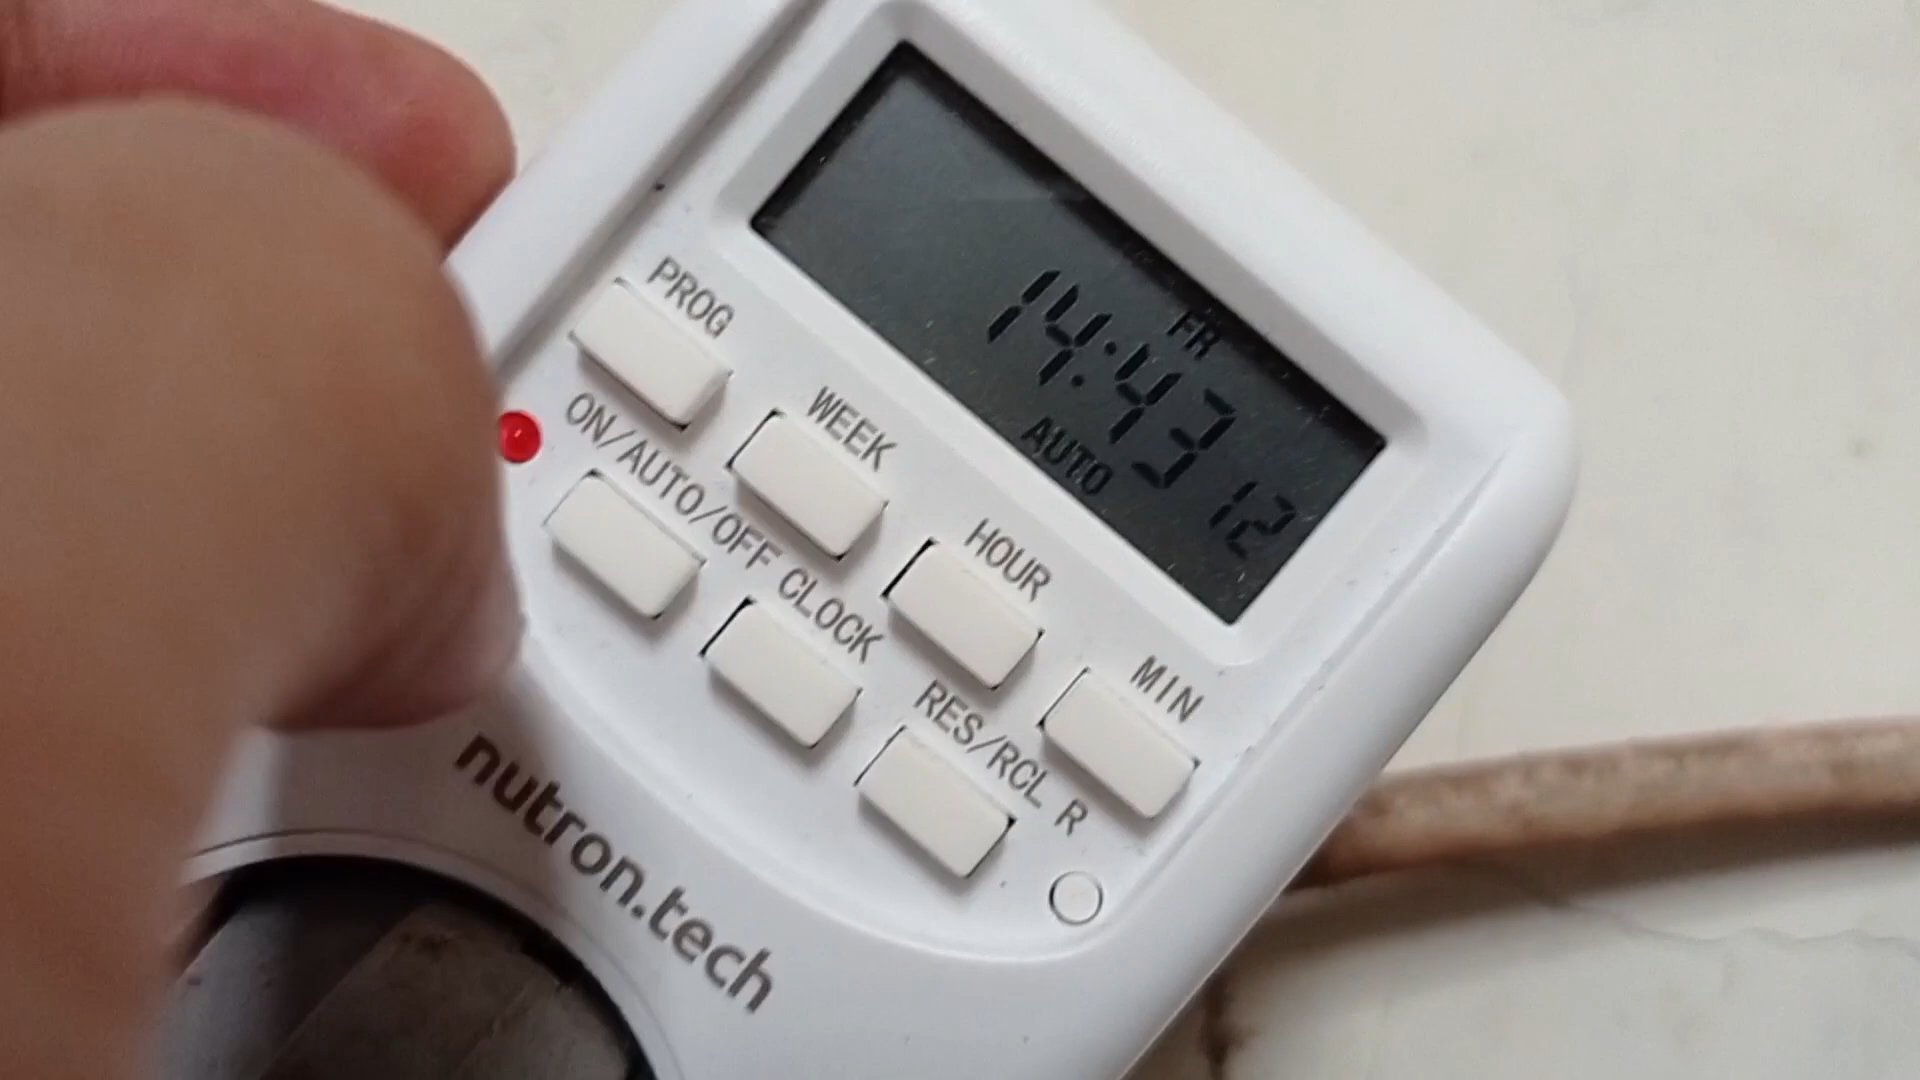 FR
14:43 12
AUTO
PROG
WEEK
HOUR
MIN
ON/AUTO/OFF
CLOCK
RES/RCL
R
nutron.tech